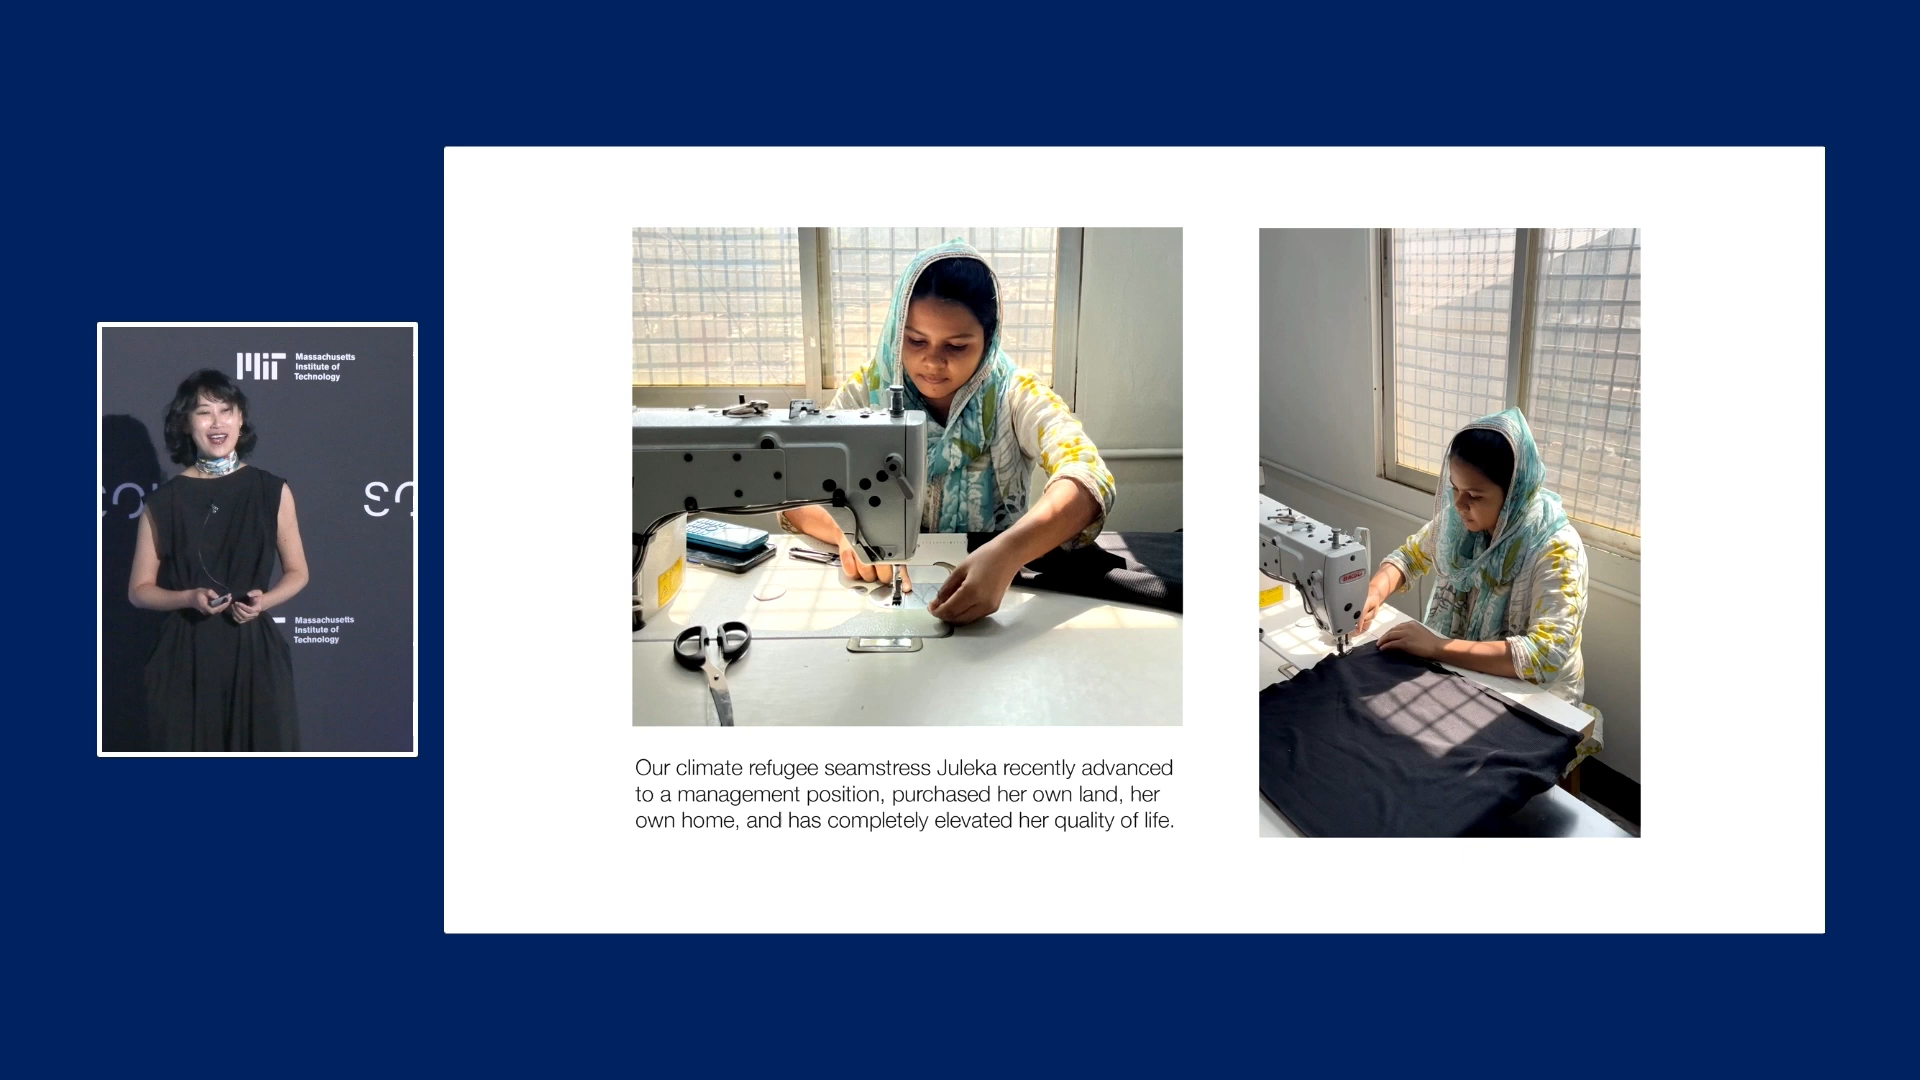 Massachusetts
Institute of
Technology
Massachusetts
Institute of
Technology
Our climate refugee seamstress Juleka recently advanced
to a management position, purchased her own land, her
own home, and has completely elevated her quality of life.